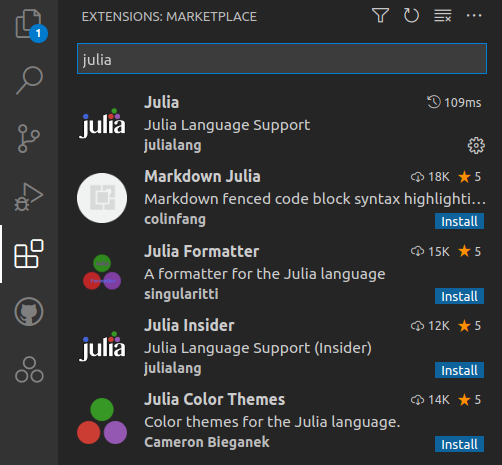 EXTENSIONS: MARKETPLACE
1
julia
julia
Julia
109ms
Julia Language Support
julialang
Markdown Julia
18K 5
Markdown fenced code block syntax highlighti...
colinfang
Install
Julia Formatter
15K 5
A formatter for the Julia language
singularitti
Install
julia
Julia Insider
12K 5
Julia Language Support (Insider)
julialang
Install
Julia Color Themes
14K 5
Color themes for the Julia language.
Cameron Bieganek
Install